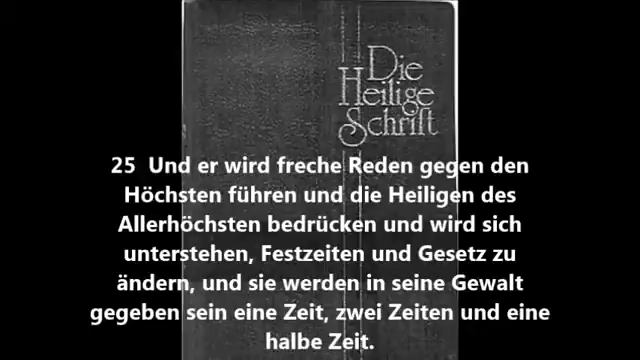 Die
Heilige
Schrift
25 Und er wird freche Reden gegen den
Höchsten führen und die Heiligen des
Allerhöchsten bedrücken und wird sich
unterstehen, Festzeiten und Gesetz zu
ändern, und sie werden in seine Gewalt
gegeben sein eine Zeit, zwei Zeiten und eine
halbe Zeit.